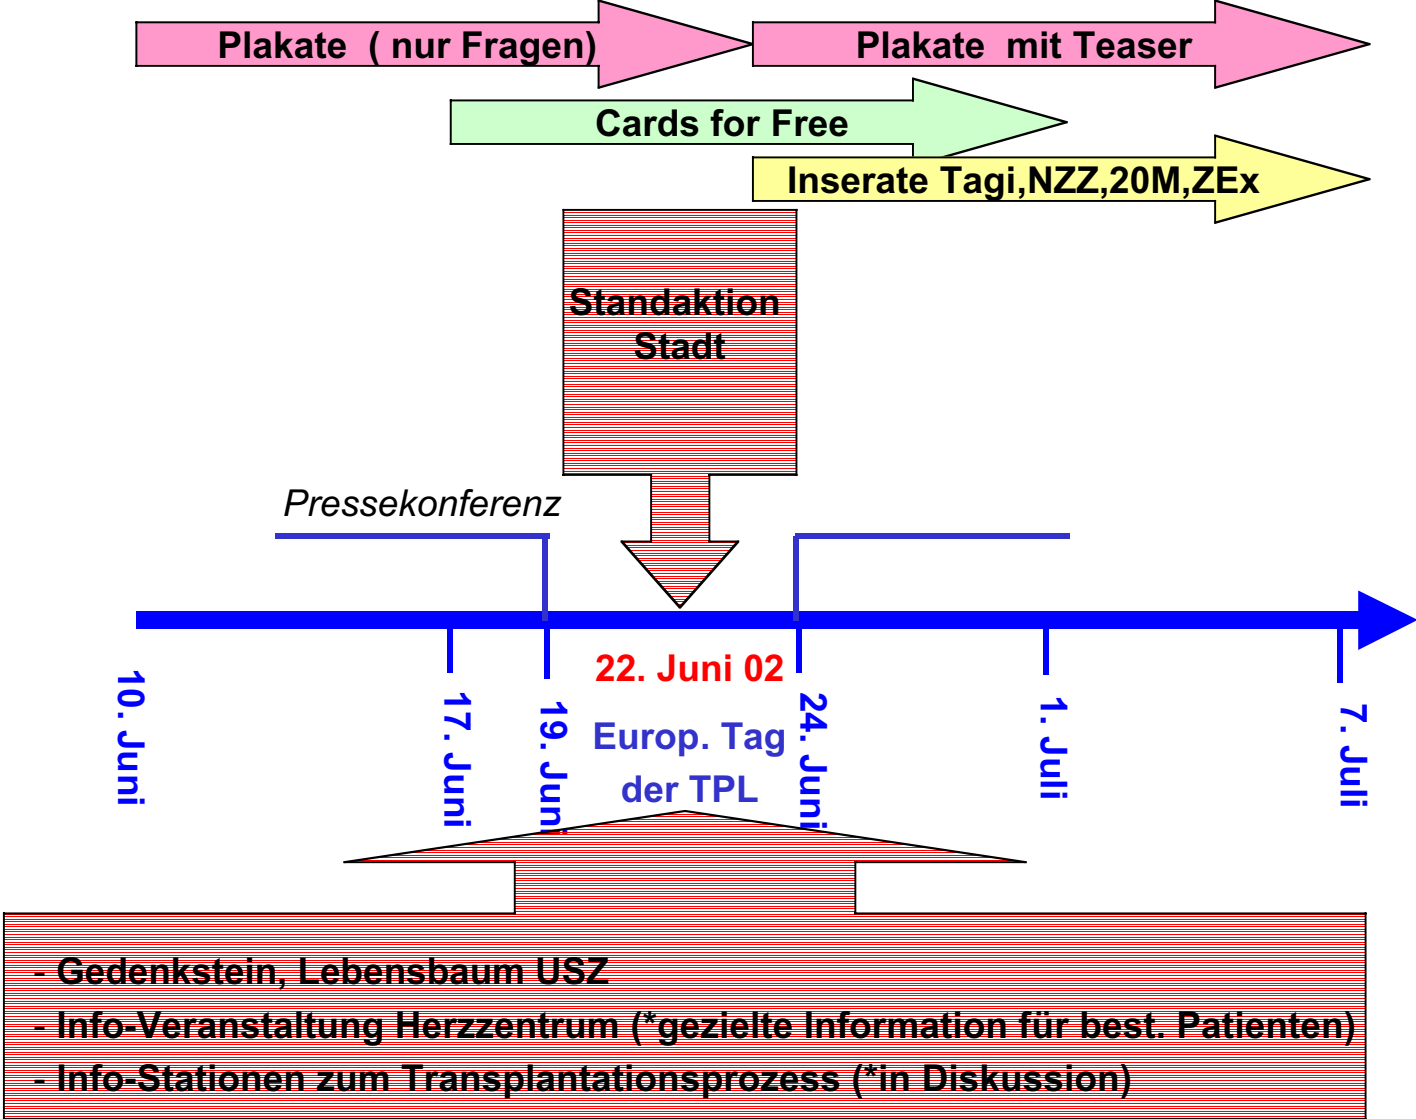 Plakate ( nur Fragen)
Plakate mit Teaser
Cards for Free
Inserate Tagi,NZZ,20M,ZEx
Standaktion
Stadt
Pressekonferenz
10. Juni
17. Juni
19. Juni
22. Juni 02
Europ. Tag
der TPL
24. Juni
1. Juli
7. Juli
- Gedenkstein, Lebensbaum USZ
- Info-Veranstaltung Herzzentrum (*gezielte Information für best. Patienten)
- Info-Stationen zum Transplantationsprozess (*in Diskussion)